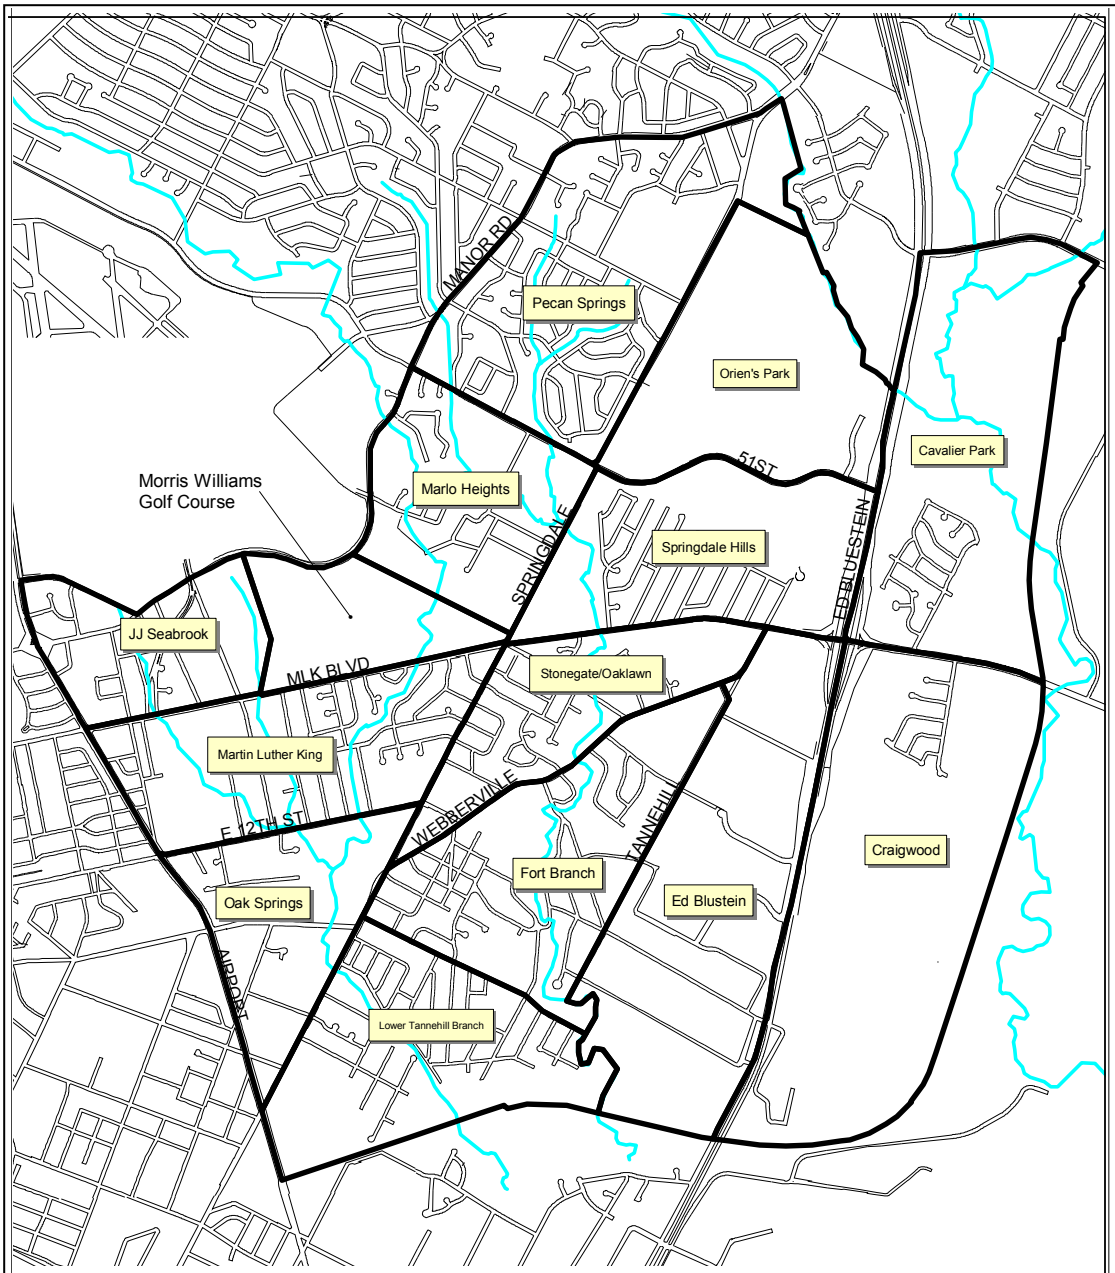 MANOR RD
Pecan Springs
Orien's Park
51ST
Cavalier Park
Morris Williams
Golf Course
Marlo Heights
SPRINGDALE
Springdale Hills
ED BLUESTEIN
JJ Seabrook
MLK BLVD
Stonegate/Oaklawn
Martin Luther King
E 12TH ST
WEBBERVILLE
TANNEHILL
Craigwood
Fort Branch
Oak Springs
Ed Blustein
AIRPORT
Lower Tannehill Branch